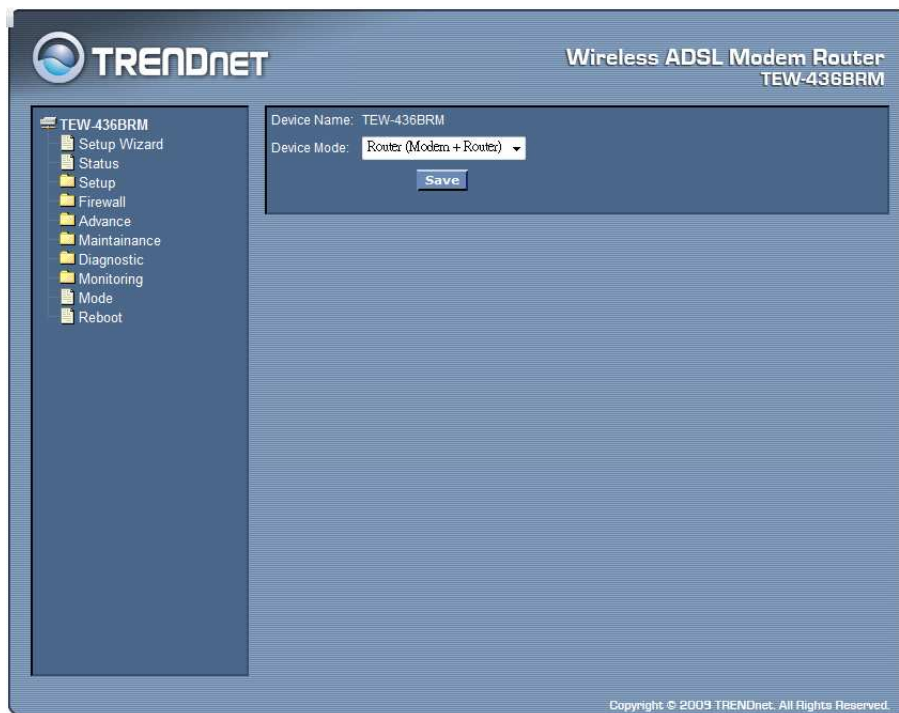 TRENDNET
Wireless ADSL Modem Router
TEW-436BRM
TEW-436BRM
Setup Wizard
Status
Setup
Firewall
Advance
Maintainance
Diagnostic
Monitoring
Mode
Reboot
Device Name: TEW-436BRM
Device Mode: Router (Modem + Router)
Save
Copyright © 2009 TRENDnet. All Rights Reserved.